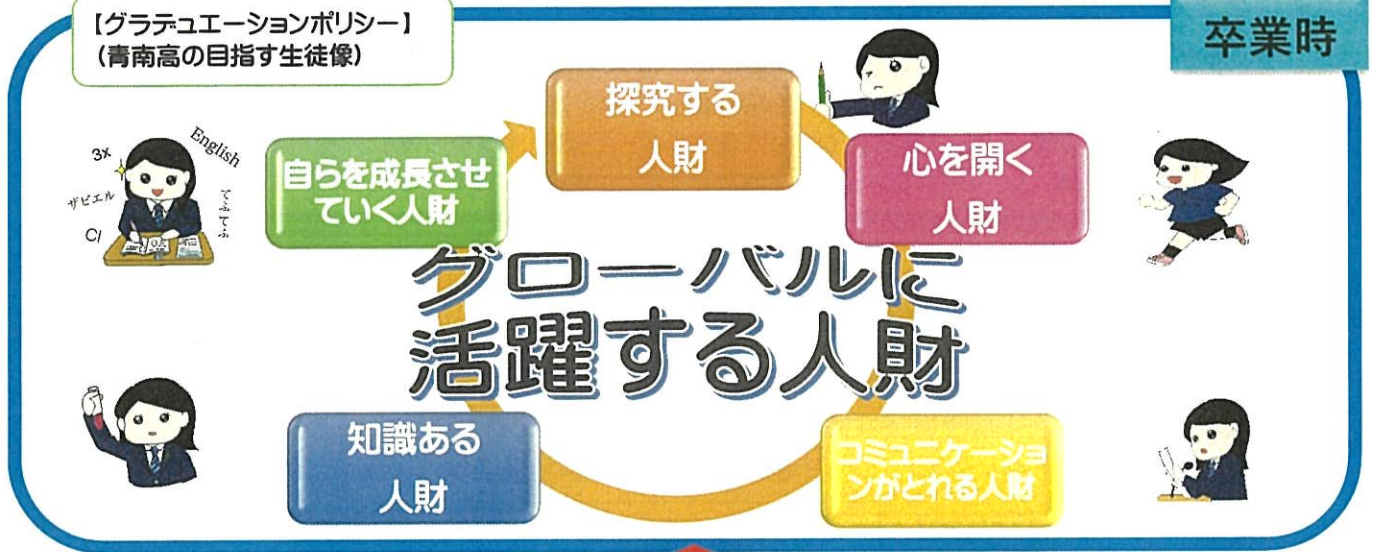 【グラデュエーションポリシー】
(青南高の目指す生徒像)
卒業時
探究する
人財
自らを成長させ
ていく人財
心を開く
人財
English
3x
ザビエル
てふてふ
Cl
グローバルに
活躍する人財
知識ある
人財
コミュニケーショ
ンがとれる人財